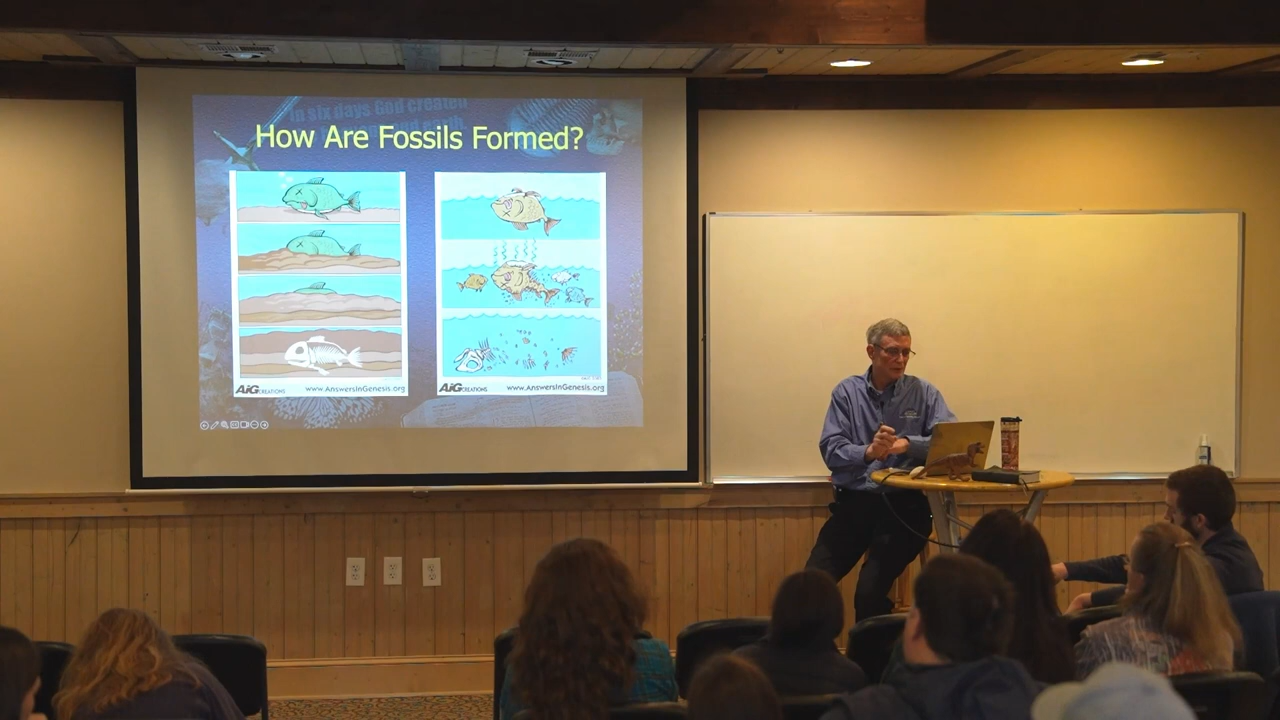 In six days God created
How Are Fossils Formed?
AiG CREATIONS www.AnswersInGenesis.org
AiG CREATIONS www.AnswersInGenesis.org